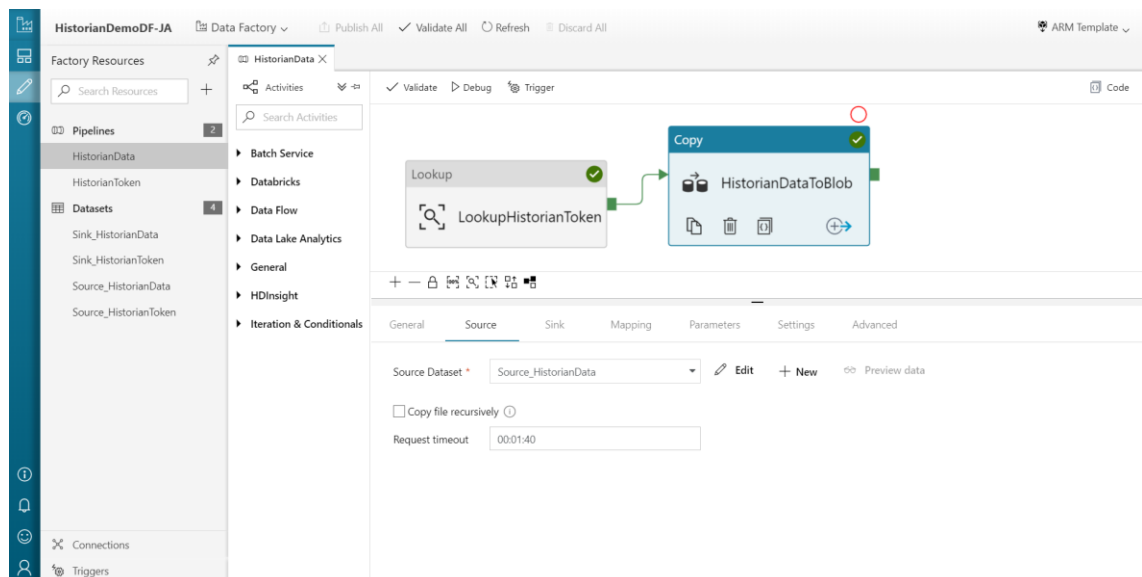 HistorianDemoDF-JA Data Factory Publish All Validate All Refresh Discard All ARM Template
Factory Resources
Search Resources
Pipelines 2
HistorianData
HistorianToken
Datasets 4
Sink_HistorianData
Sink_HistorianToken
Source_HistorianData
Source_HistorianToken
Connections
Triggers
HistorianData
Activities
Search Activities
Batch Service
Databricks
Data Flow
Data Lake Analytics
General
HDInsight
Iteration & Conditionals
Validate Debug Trigger Code
Lookup
LookupHistorianToken
Copy
HistorianDataToBlob
General Source Sink Mapping Parameters Settings Advanced
Source Dataset * Source_HistorianData Edit New Preview data
Copy file recursively
Request timeout 00:01:40